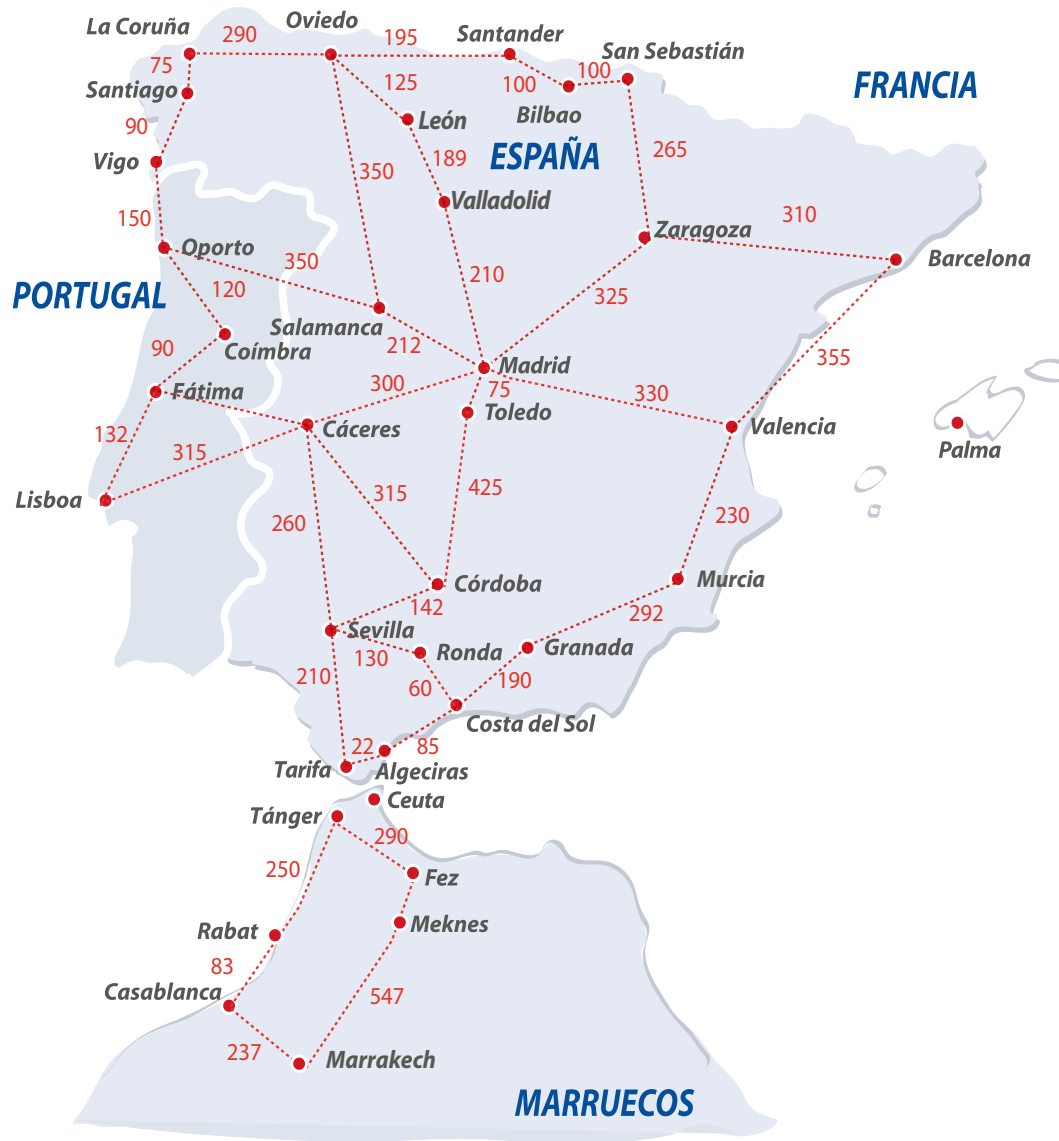 La Coruña
290
Oviedo
195
Santander
San Sebastián
75
125
100
100
FRANCIA
Santiago
Bilbao
León
90
ESPAÑA
Vigo
350
189
265
Valladolid
150
310
Oporto
Zaragoza
Barcelona
350
210
PORTUGAL
120
325
Salamanca
212
90
Coímbra
355
Madrid
Fátima
300
75
330
Toledo
Cáceres
Valencia
132
315
Palma
Lisboa
315
425
260
230
Córdoba
Murcia
142
292
Sevilla
Ronda
Granada
130
210
60
190
Costa del Sol
22
85
Tarifa
Algeciras
Ceuta
Tánger
290
250
Fez
Rabat
Meknes
83
Casablanca
547
237
Marrakech
MARRUECOS